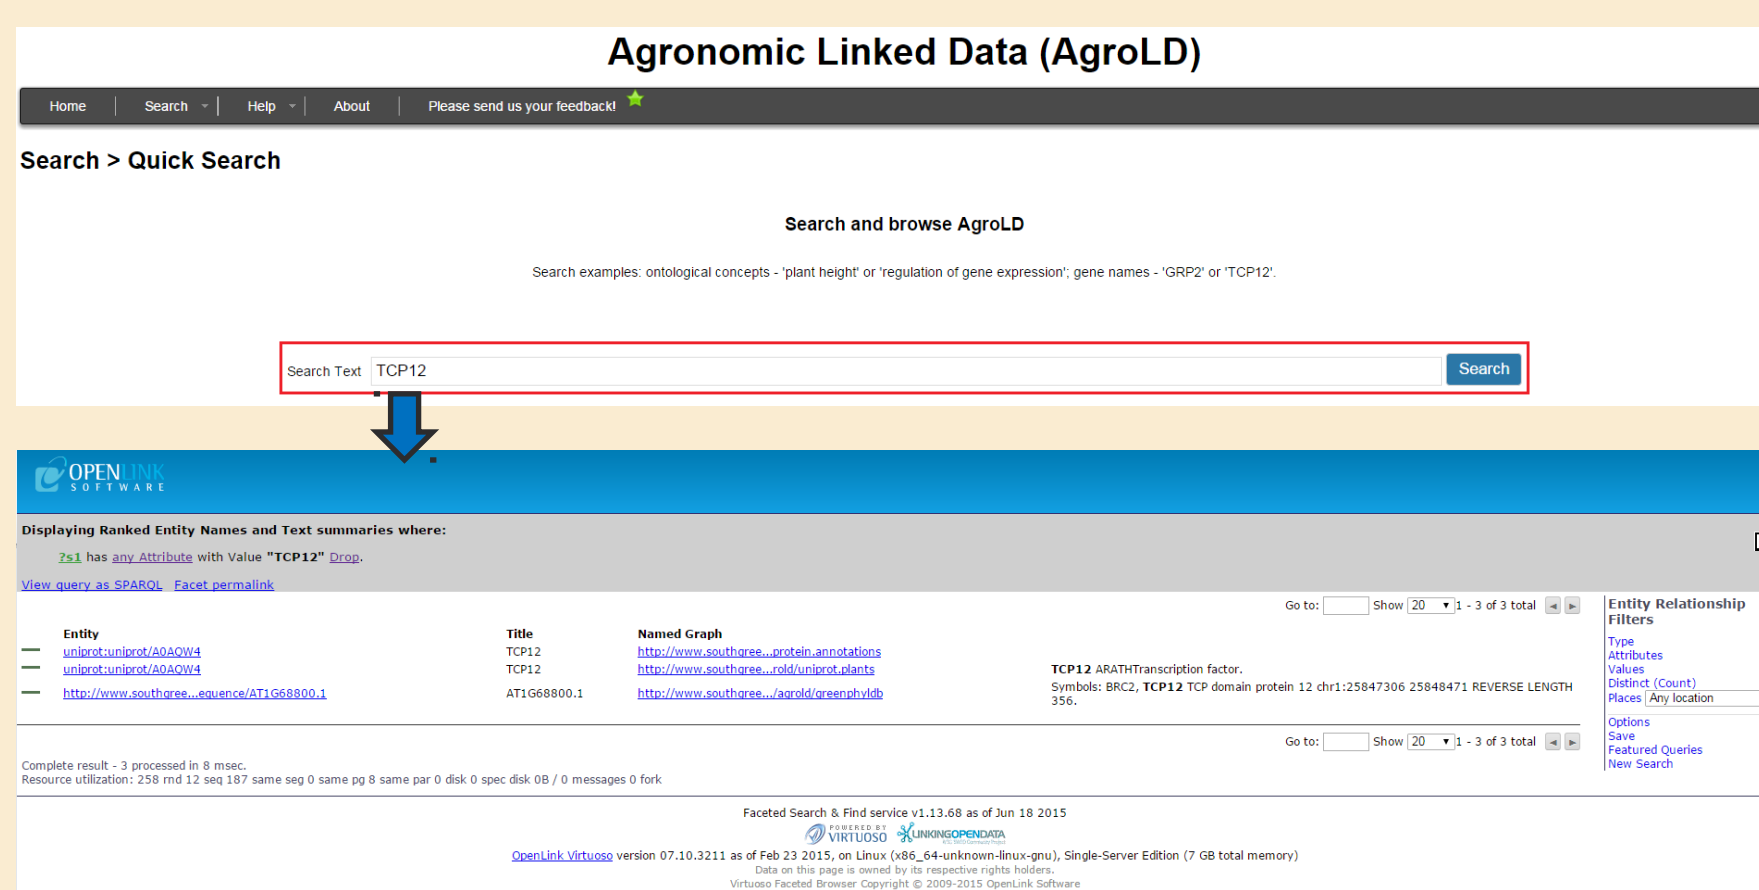 Agronomic Linked Data (AgroLD)
Home Search Help About Please send us your feedback!
Search > Quick Search
Search and browse AgroLD
Search examples: ontological concepts - 'plant height' or 'regulation of gene expression'; gene names - 'GRP2' or 'TCP12'.
Search Text TCP12 Search
OPENLINK
SOFTWARE
Displaying Ranked Entity Names and Text summaries where:
?s1 has any Attribute with Value "TCP12" Drop.
View query as SPARQL Facet permalink
Go to: Show 20 1 - 3 of 3 total
Entity Title Named Graph
uniprot:uniprot/A0AQW4 TCP12 http://www.southgree...protein.annotations
uniprot:uniprot/A0AQW4 TCP12 http://www.southgree...rold/uniprot.plants TCP12 ARATHTranscription factor.
http://www.southgree...equence/AT1G68800.1 AT1G68800.1 http://www.southgree.../agrold/greenphyldb Symbols: BRC2, TCP12 TCP domain protein 12 chr1:25847306 25848471 REVERSE LENGTH
356.
Go to: Show 20 1 - 3 of 3 total
Entity Relationship
Filters
Type
Attributes
Values
Distinct (Count)
Places Any location
Options
Save
Featured Queries
New Search
Complete result - 3 processed in 8 msec.
Resource utilization: 258 rnd 12 seq 187 same seg 0 same pg 8 same par 0 disk 0 spec disk 0B / 0 messages 0 fork
Faceted Search & Find service v1.13.68 as of Jun 18 2015
POWERED BY
VIRTUOSO LINKINGOPENDATA
OpenLink Virtuoso version 07.10.3211 as of Feb 23 2015, on Linux (x86_64-unknown-linux-gnu), Single-Server Edition (7 GB total memory)
Data on this page is owned by its respective rights holders.
Virtuoso Faceted Browser Copyright © 2009-2015 OpenLink Software